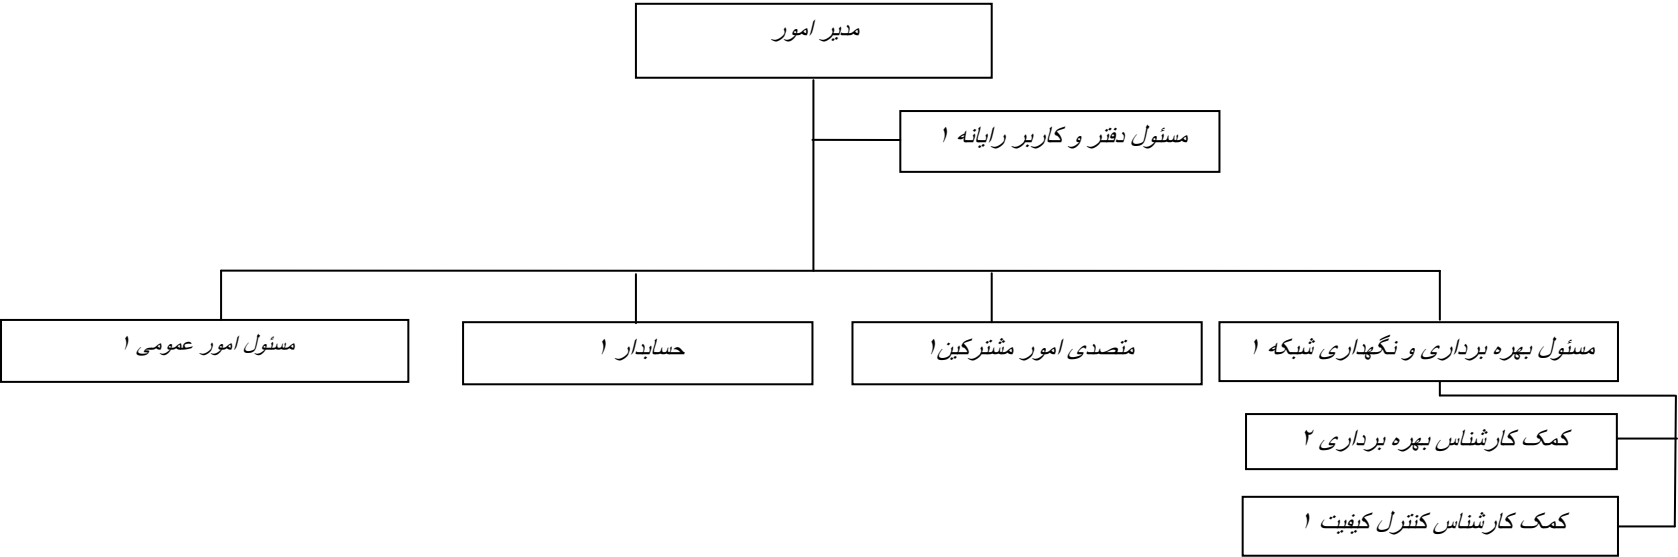 مدیر امور
مسئول دفتر و کاربر رایانه ۱
مسئول بهره برداری و نگهداری شبکه ۱
متصدی امور مشترکین۱
حسابدار ۱
مسئول امور عمومی ۱
کمک کارشناس بهره برداری ۲
کمک کارشناس کنترل کیفیت ۱